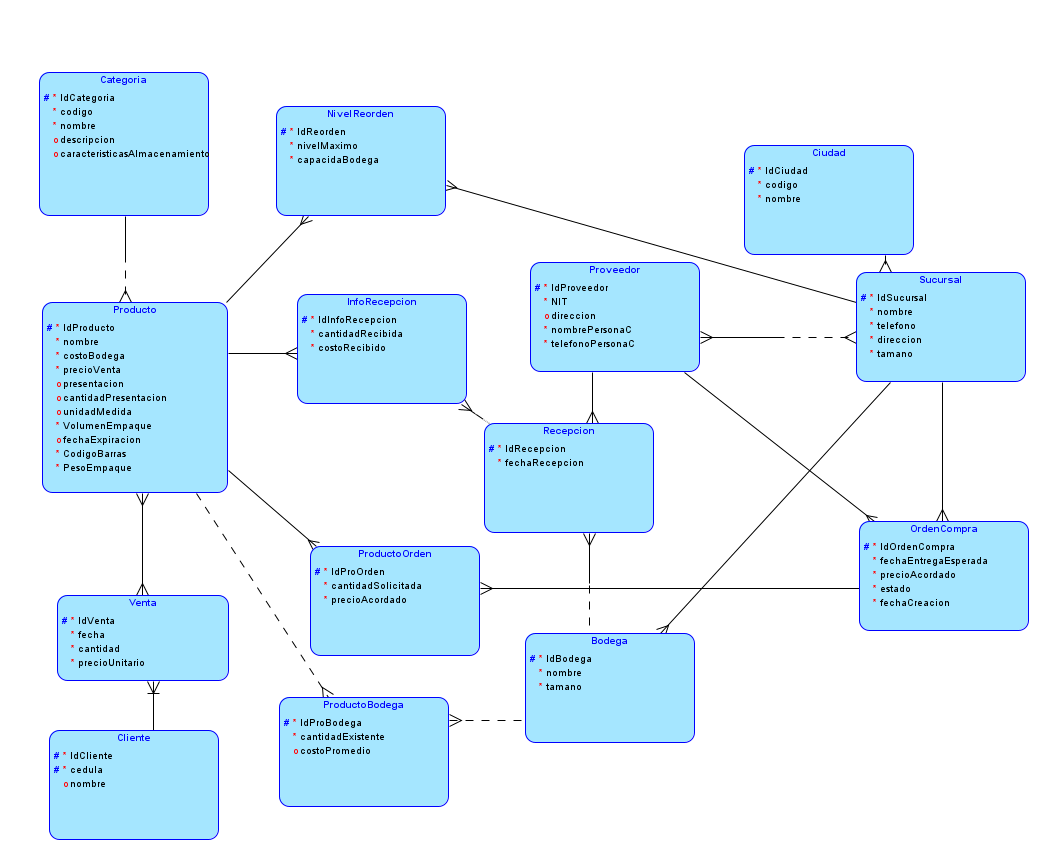 Categoria
# * IdCategoria
* codigo
* nombre
o descripcion
o caracteristicasAlmacenamiento
NivelReorden
# * IdReorden
* nivelMaximo
* capacidaBodega
Ciudad
# * IdCiudad
* codigo
* nombre
Proveedor
# * IdProveedor
* NIT
o direccion
* nombrePersonaC
* telefonoPersonaC
Sucursal
# * IdSucursal
* nombre
* telefono
* direccion
* tamano
InfoRecepcion
# * IdInfoRecepcion
* cantidadRecibida
* costoRecibido
Producto
# * IdProducto
* nombre
* costoBodega
* precioVenta
o presentacion
o cantidadPresentacion
o unidadMedida
* VolumenEmpaque
o fechaExpiracion
* CodigoBarras
* PesoEmpaque
Recepcion
# * IdRecepcion
* fechaRecepcion
OrdenCompra
# * IdOrdenCompra
* fechaEntregaEsperada
* precioAcordado
* estado
* fechaCreacion
ProductoOrden
# * IdProOrden
* cantidadSolicitada
* precioAcordado
Venta
# * IdVenta
* fecha
* cantidad
* precioUnitario
Bodega
# * IdBodega
* nombre
* tamano
ProductoBodega
# * IdProBodega
* cantidadExistente
o costoPromedio
Cliente
# * IdCliente
# * cedula
o nombre